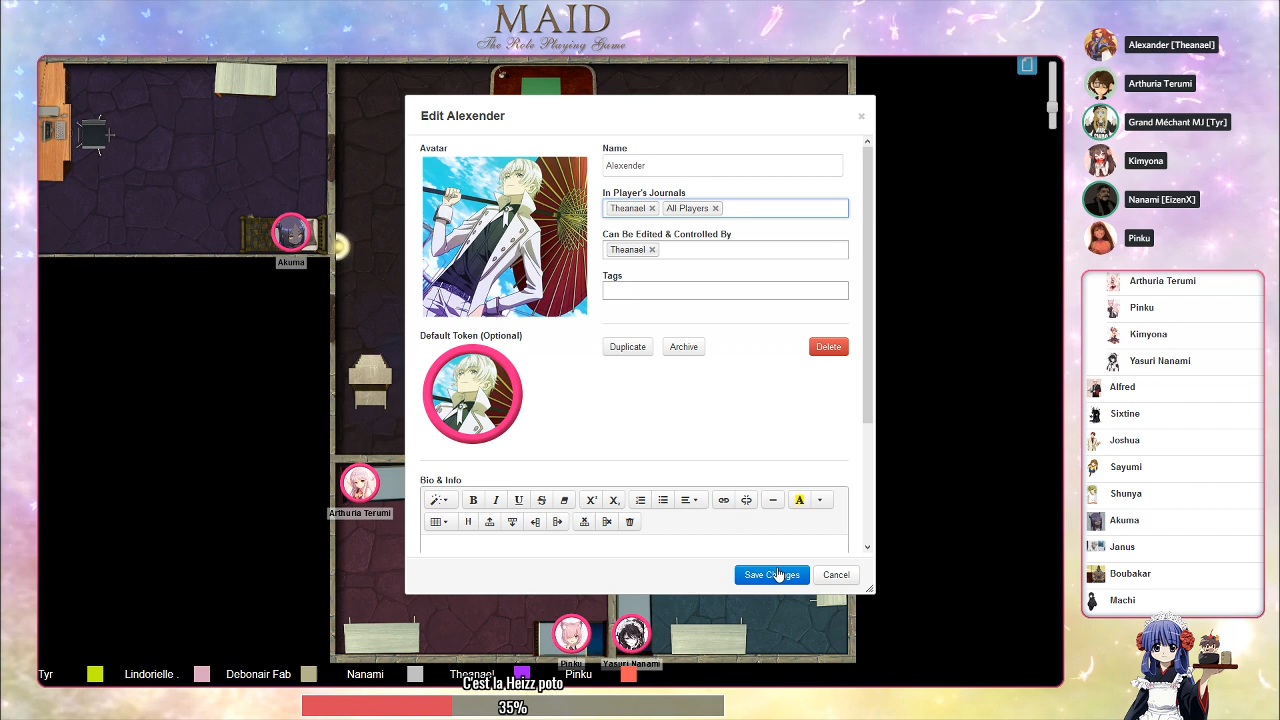 MAID
The Role Playing Game
Alexander [Theanael]
Arthuria Terumi
Grand Méchant MJ [Tyr]
Kimyona
Nanami [EizenX]
Pinku
Edit Alexender
×
Avatar
Name
Alexender
In Player's Journals
Theanael ×
All Players ×
Can Be Edited & Controlled By
Theanael ×
Tags
Default Token (Optional)
Duplicate
Archive
Delete
Bio & Info
B I U S X² X, A
H
Save Changes
Cancel
Akuma
Arthuria Terumi
Pinku
Yasuri Nanami
Arthuria Terumi
Pinku
Kimyona
Yasuri Nanami
Alfred
Sixtine
Joshua
Sayumi
Shunya
Akuma
Janus
Boubakar
Machi
Tyr
Lindorielle .
Debonair Fab
Nanami
Theanael
Pinku
C'est la Heizz poto
35%